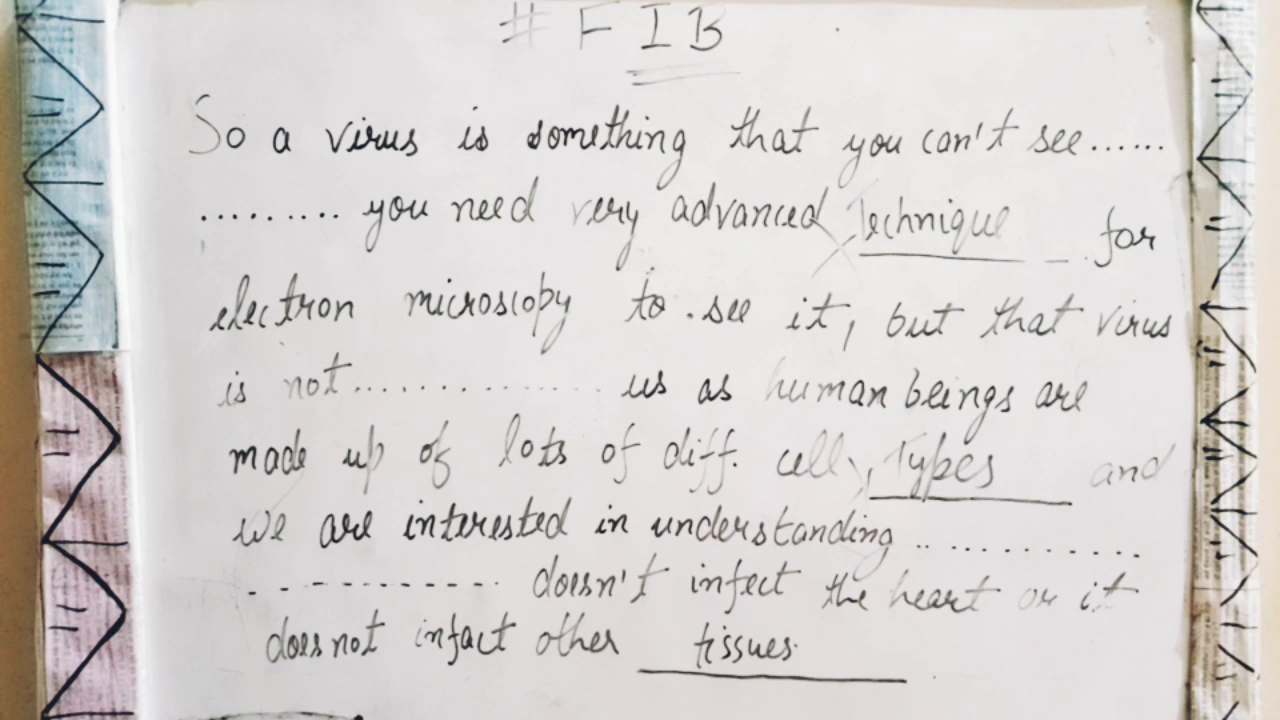 # FIB
So a virus is something that you can't see......
......... you need very advanced Technique for
electron microscopy to see it, but that virus
is not.............. us as human beings are
made up of lots of diff. cell, Types and
we are interested in understanding .. ..........
- ----------- doesn't infect the heart or it
does not infact other tissues.